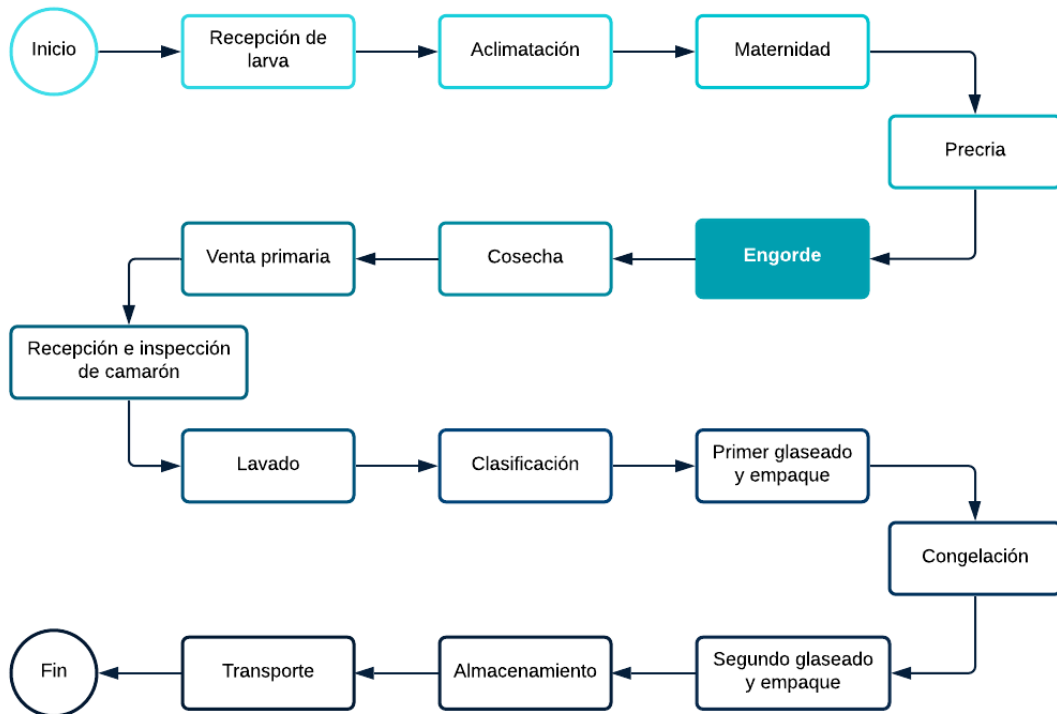 Inicio
Recepción de
larva
Aclimatación
Maternidad
Precria
Engorde
Cosecha
Venta primaria
Recepción e inspección
de camarón
Lavado
Clasificación
Primer glaseado
y empaque
Congelación
Segundo glaseado
y empaque
Almacenamiento
Transporte
Fin